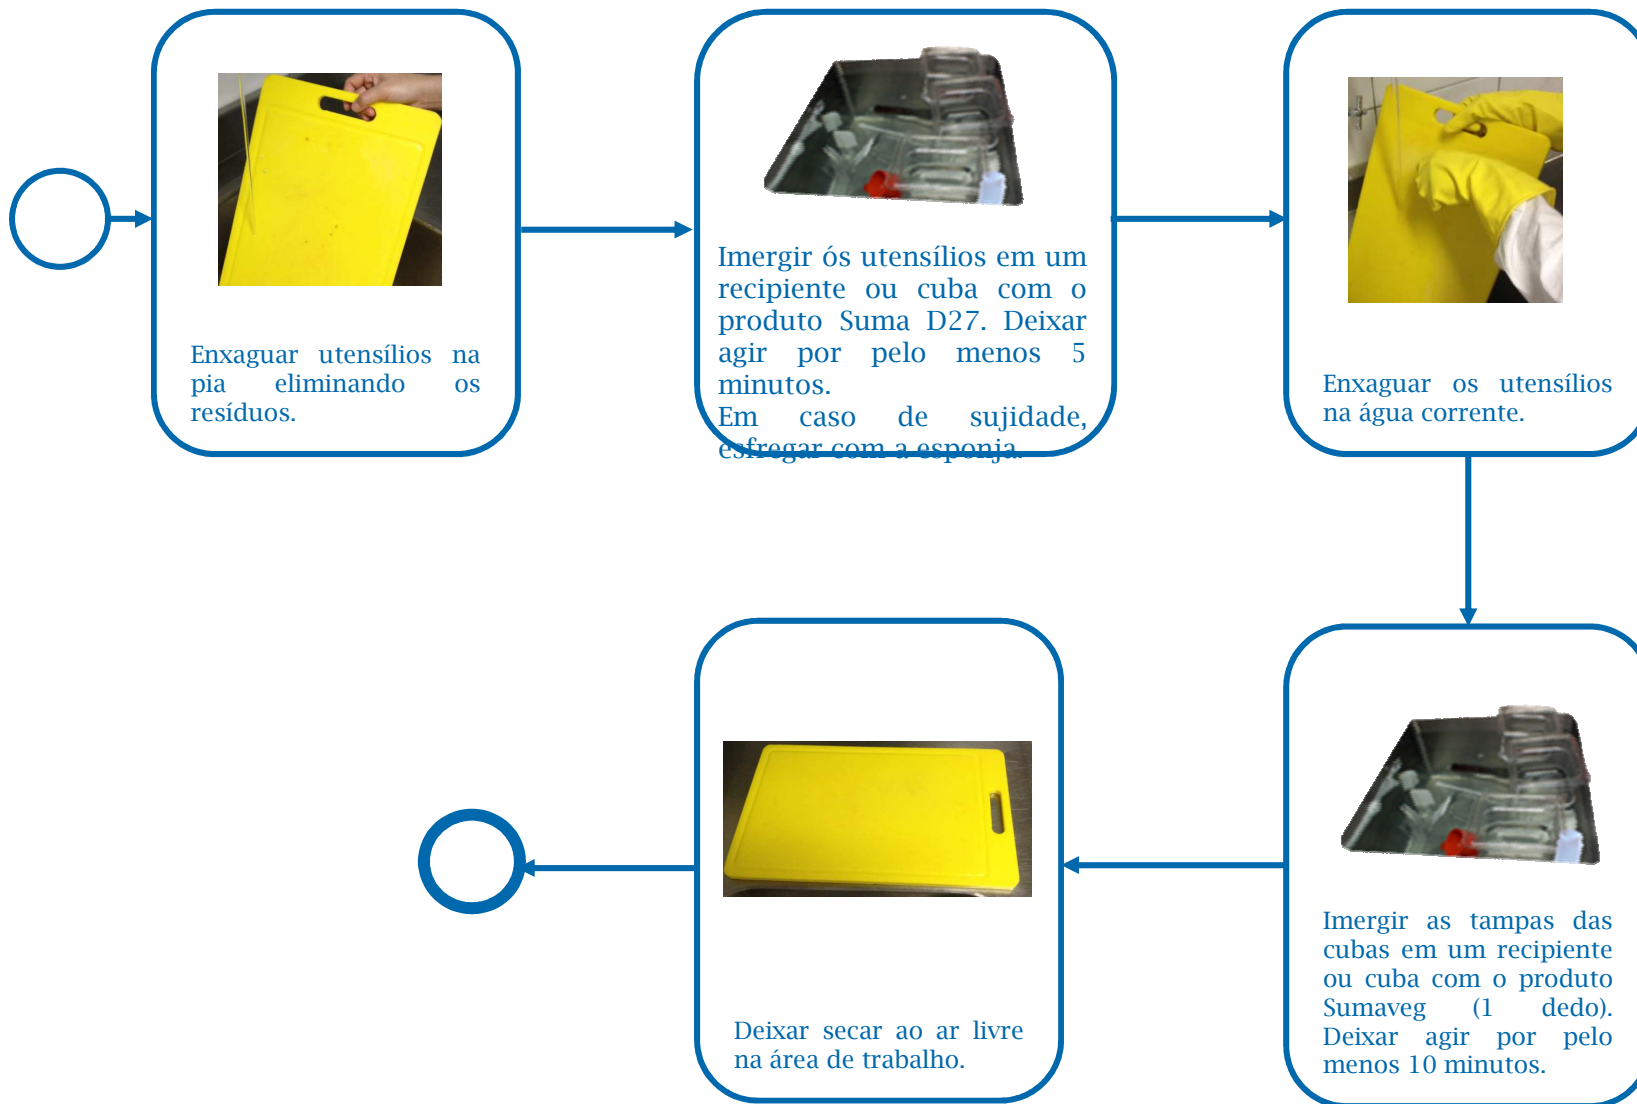 Enxaguar utensílios na
pia eliminando os
resíduos.
Imergir ós utensílios em um
recipiente ou cuba com o
produto Suma D27. Deixar
agir por pelo menos 5
minutos.
Em caso de sujidade,
esfregar com a esponja.
Enxaguar os utensílios
na água corrente.
Imergir as tampas das
cubas em um recipiente
ou cuba com o produto
Sumaveg (1 dedo).
Deixar agir por pelo
menos 10 minutos.
Deixar secar ao ar livre
na área de trabalho.